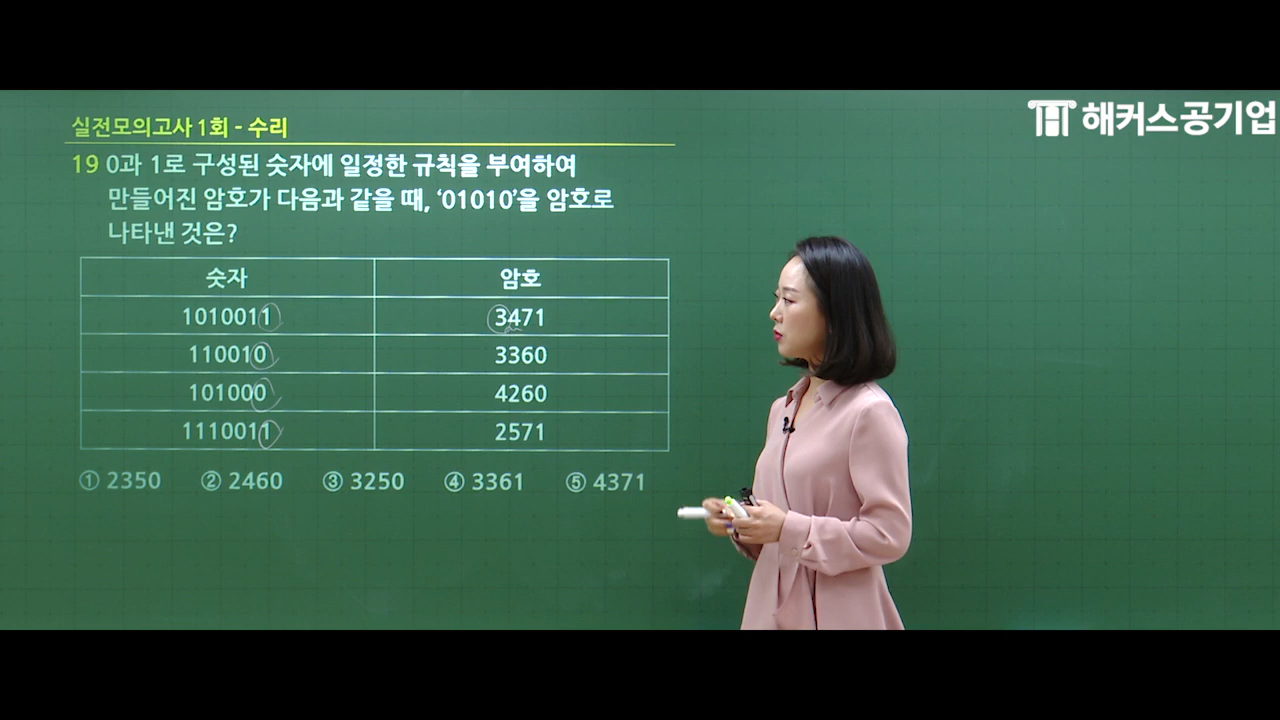 해커스공기업
실전모의고사 1회 - 수리
19 0과 1로 구성된 숫자에 일정한 규칙을 부여하여
만들어진 암호가 다음과 같을 때, ‘01010’을 암호로
나타낸 것은?
숫자 암호
1010011 3471
110010 3360
101000 4260
1110011 2571
① 2350 ② 2460 ③ 3250 ④ 3361 ⑤ 4371